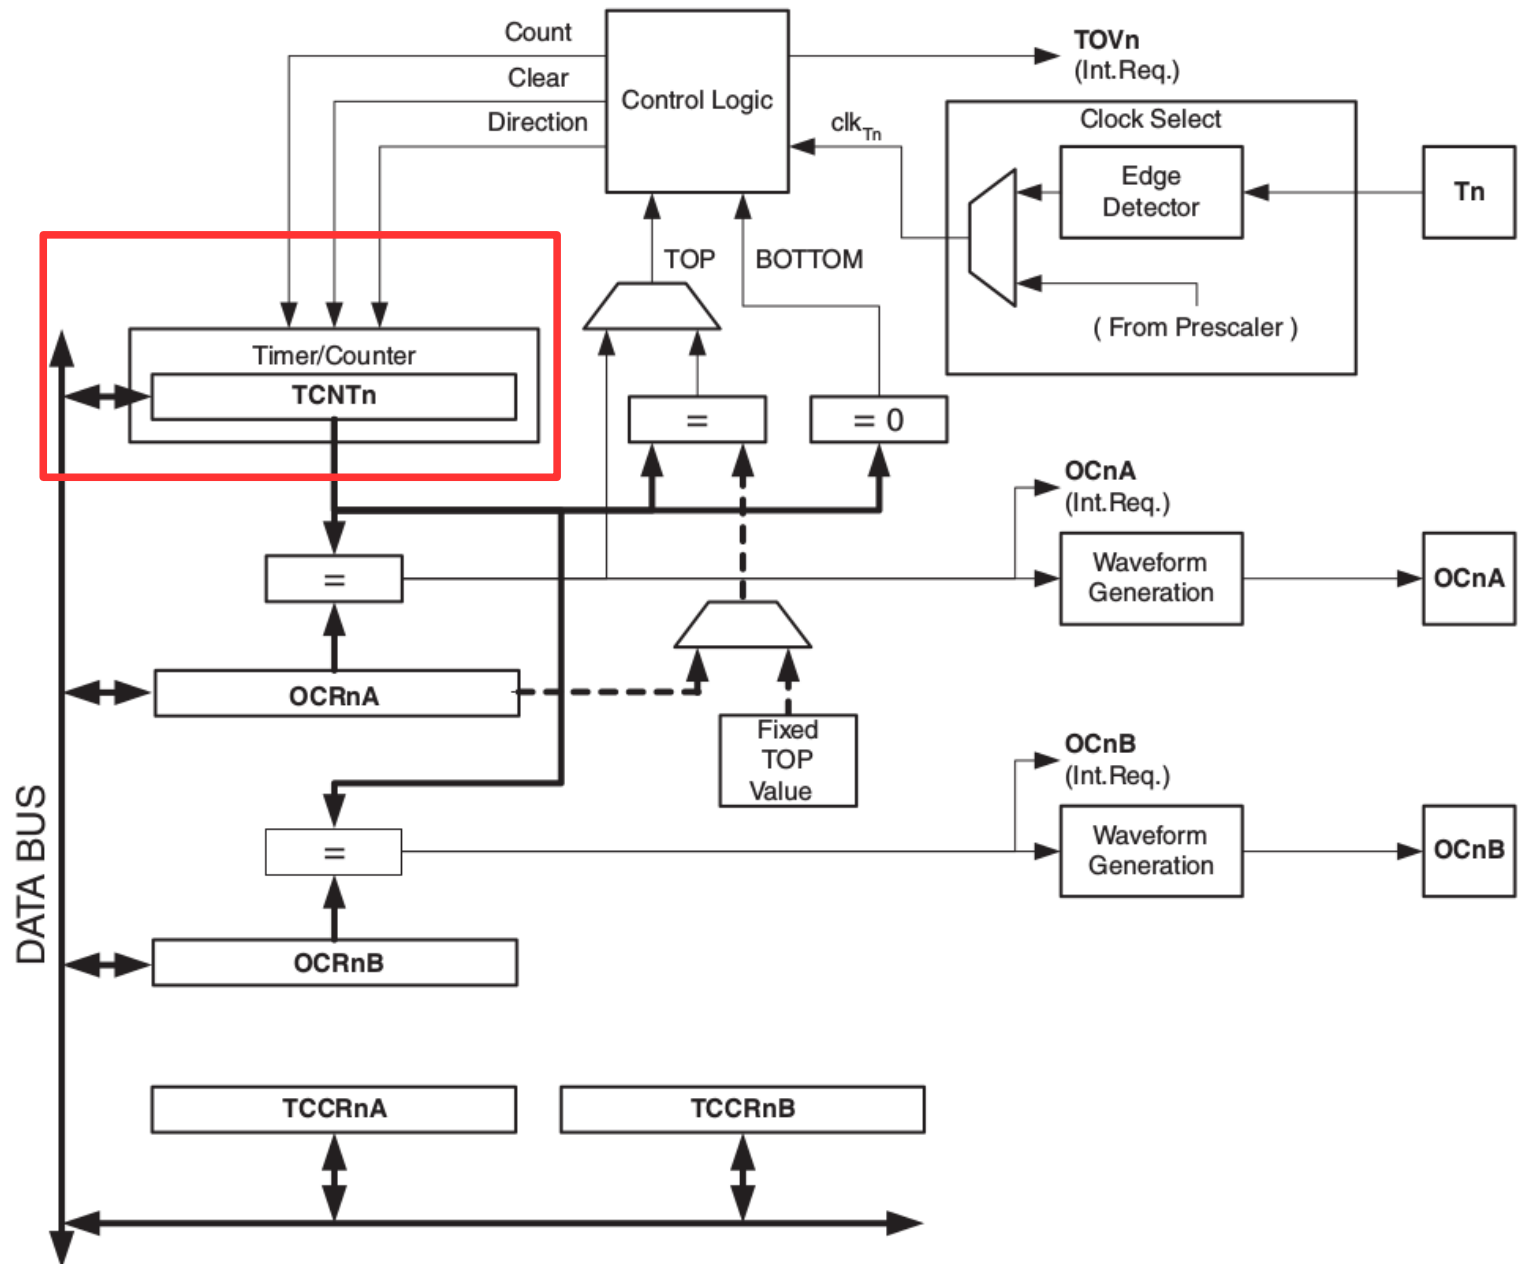 Count
Clear
Direction
Control Logic
TOVn
(Int.Req.)
clkTn
Clock Select
Edge
Detector
Tn
TOP
BOTTOM
( From Prescaler )
Timer/Counter
TCNTn
=
= 0
OCnA
(Int.Req.)
=
Waveform
Generation
OCnA
OCRnA
Fixed
TOP
Value
OCnB
(Int.Req.)
DATA BUS
=
Waveform
Generation
OCnB
OCRnB
TCCRnA
TCCRnB